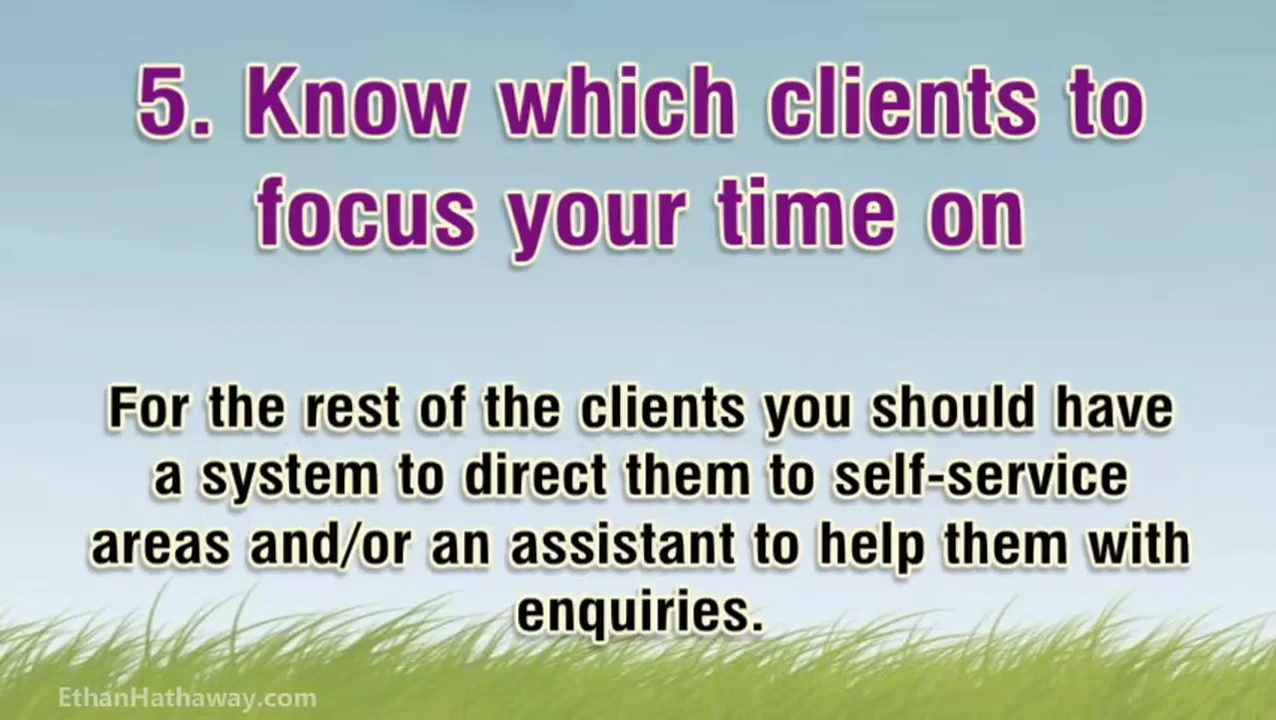 5. Know which clients to
focus your time on
For the rest of the clients you should have
a system to direct them to self-service
areas and/or an assistant to help them with
enquiries.
EthanHathaway.com